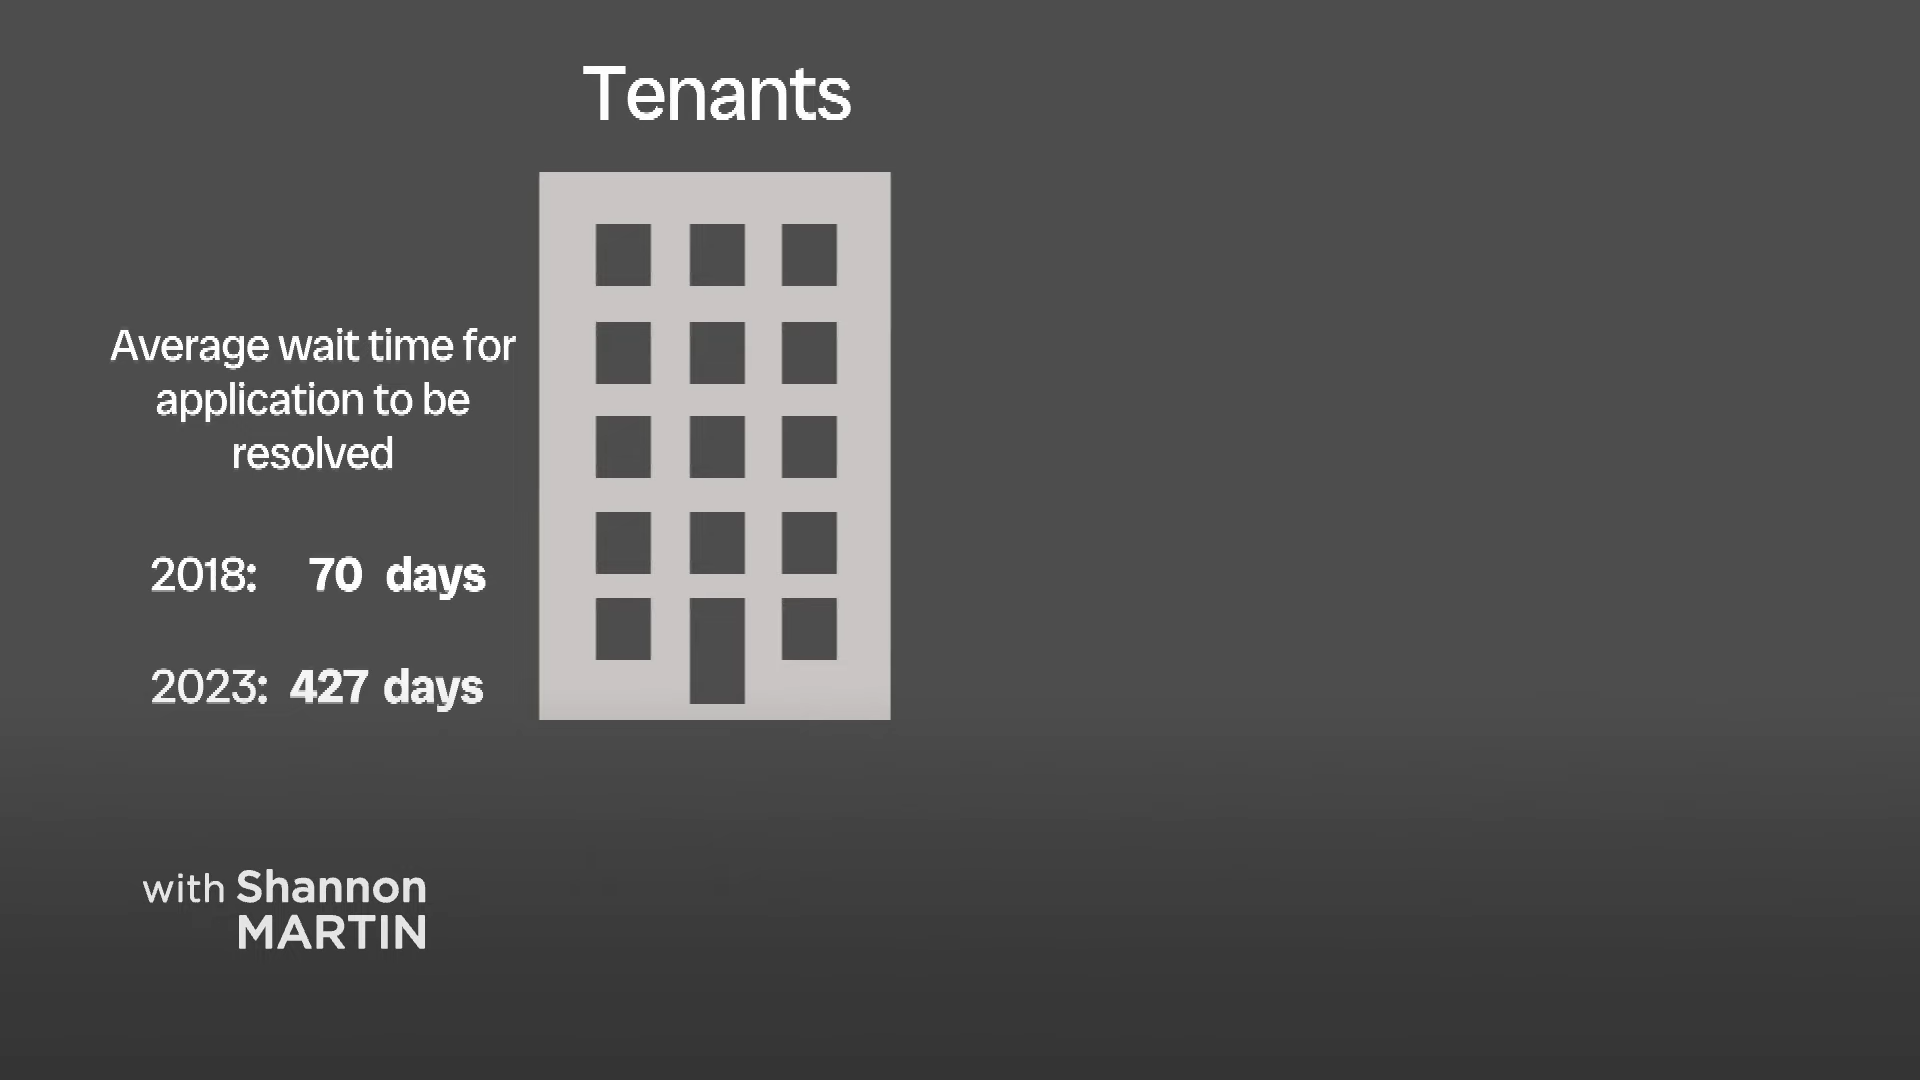 Tenants
Average wait time for
application to be
resolved
2018: 70 days
2023: 427 days
with Shannon
MARTIN